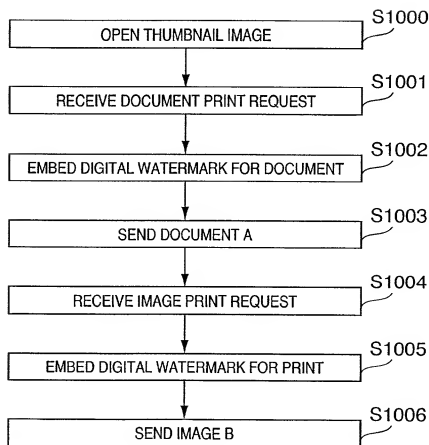 S1000
OPEN THUMBNAIL IMAGE
S1001
RECEIVE DOCUMENT PRINT REQUEST
S1002
EMBED DIGITAL WATERMARK FOR DOCUMENT
S1003
SEND DOCUMENT A
S1004
RECEIVE IMAGE PRINT REQUEST
S1005
EMBED DIGITAL WATERMARK FOR PRINT
S1006
SEND IMAGE B